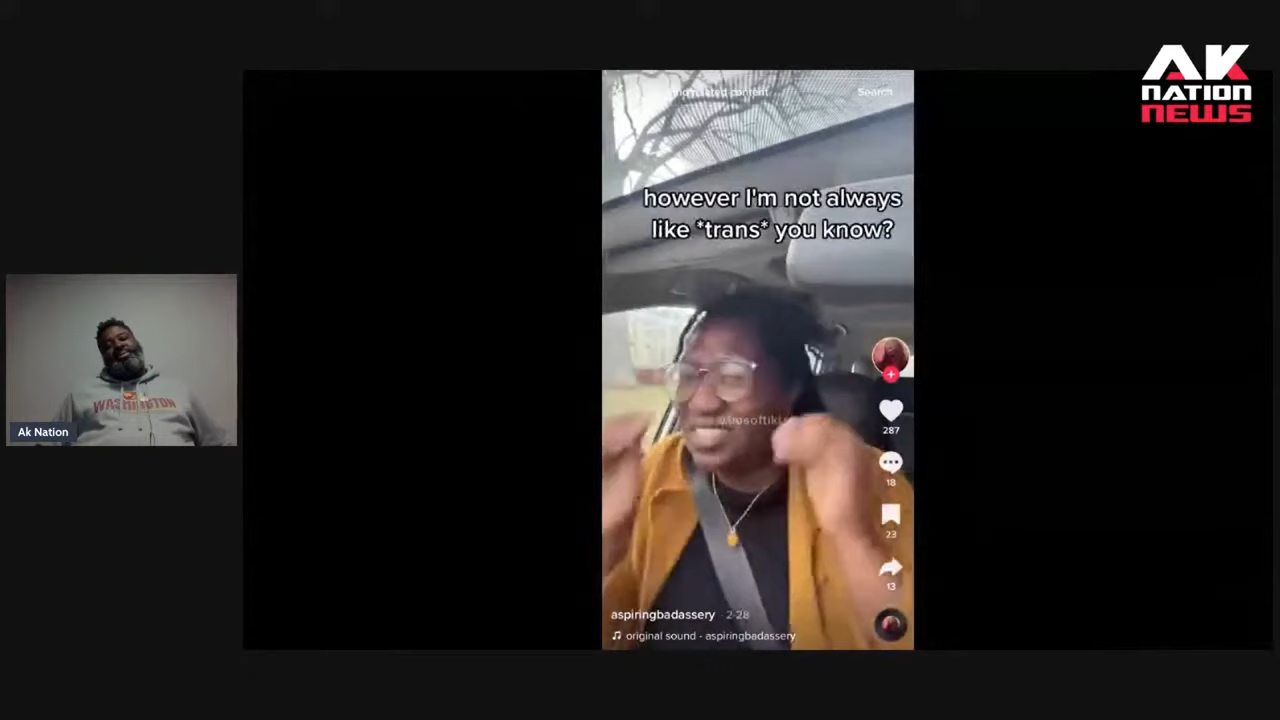 AK
NATION
NEWS
Search
however I'm not always
like *trans* you know?
287
18
23
13
Ak Nation
WASHINGTON
aspiringbadassery · 2-28
original sound - aspiringbadassery